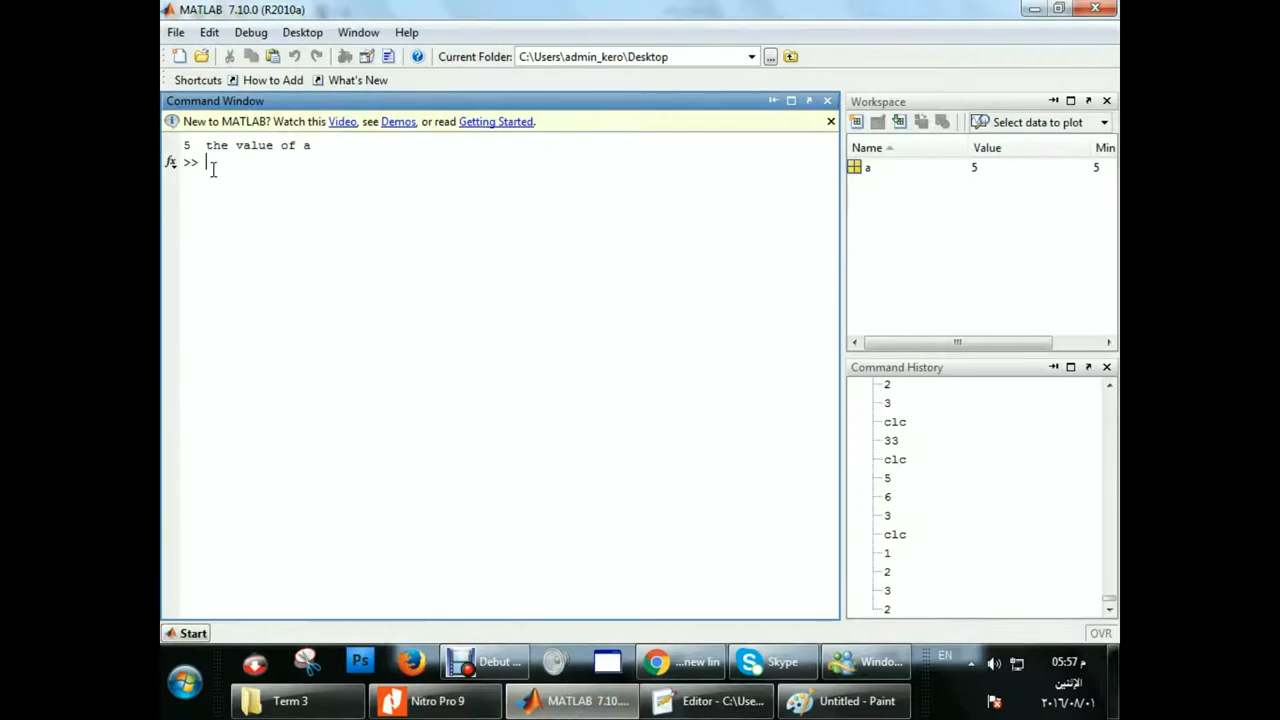 MATLAB 7.10.0 (R2010a)
File Edit Debug Desktop Window Help
Current Folder: C:\Users\admin_kero\Desktop
Shortcuts How to Add What's New
Command Window
New to MATLAB? Watch this Video, see Demos, or read Getting Started.
5 the value of a
fx >>
Workspace
Select data to plot
Name Value Min
a 5 5
Command History
2
3
clc
33
clc
5
6
3
clc
1
2
3
2
Start
OVR
Ps Debut ... ...new lin Skype Windo... EN
Term 3 Nitro Pro 9 MATLAB 7.10.... Editor - C:\Use... Untitled - Paint
م 05:57
الإثنين
٢٠١٦/٠٨/٠١